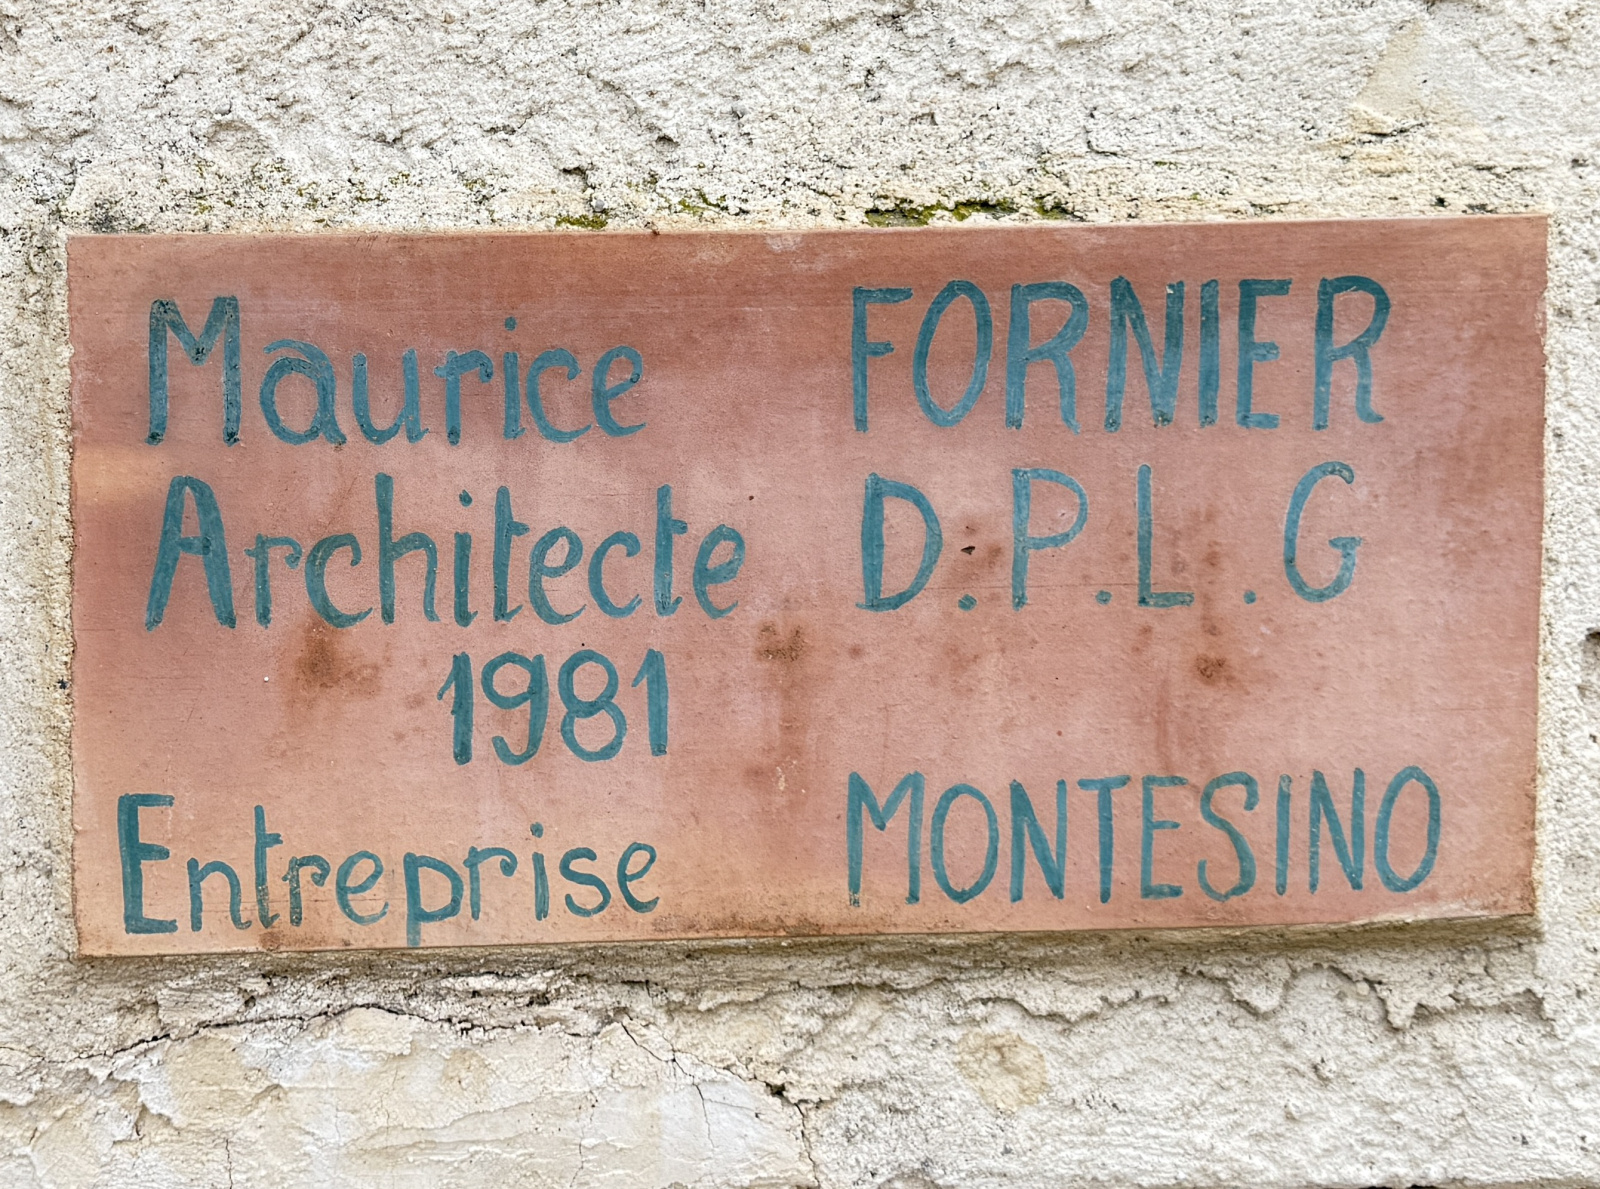 Maurice FORNIER
Architecte D.P.L.G
1981
Entreprise MONTESINO